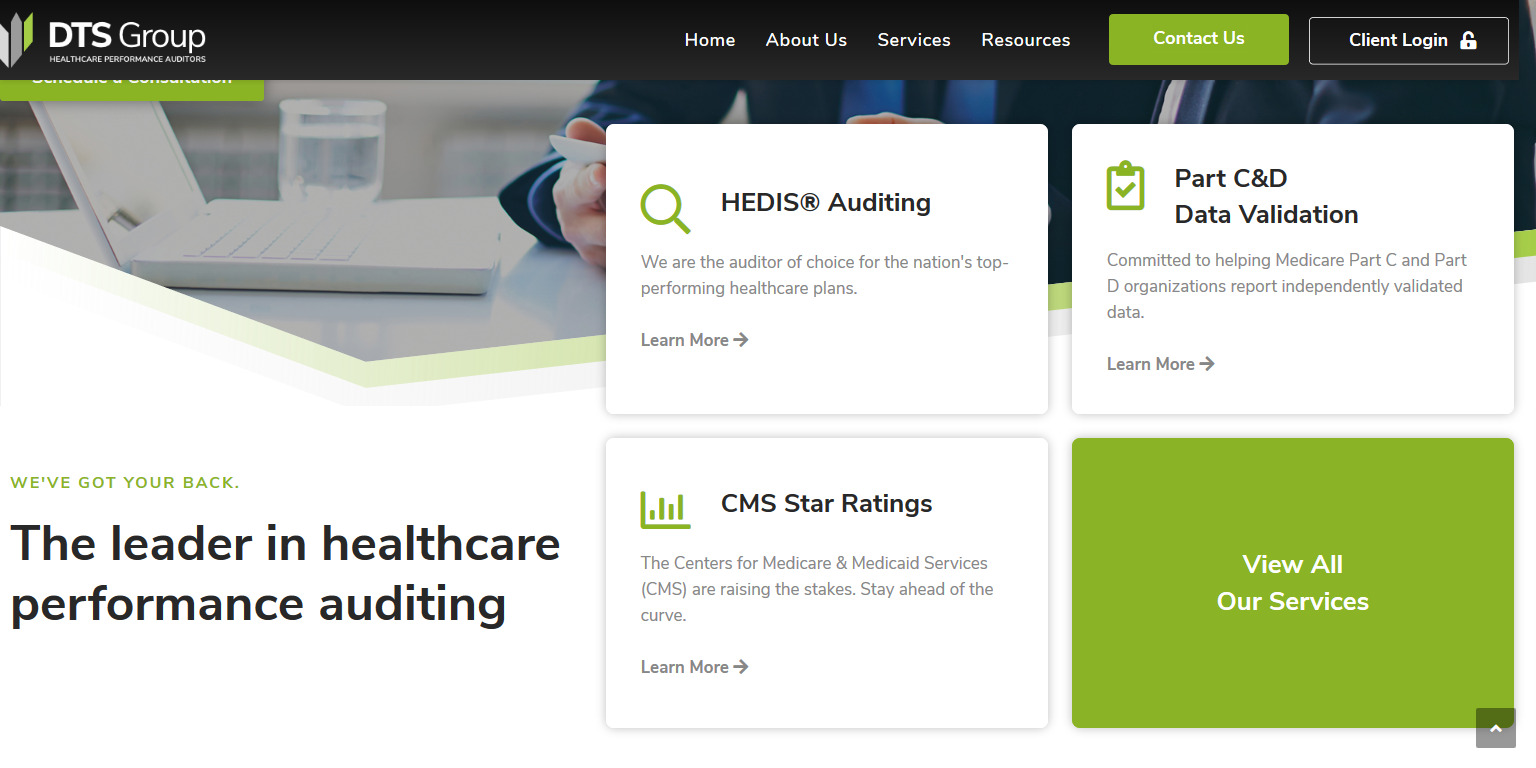 DTS Group
HEALTHCARE PERFORMANCE AUDITORS
Home
About Us
Services
Resources
Contact Us
Client Login
Schedule a Consultation
HEDIS® Auditing
We are the auditor of choice for the nation's top-
performing healthcare plans.
Learn More
Part C&D
Data Validation
Committed to helping Medicare Part C and Part
D organizations report independently validated
data.
Learn More
WE'VE GOT YOUR BACK.
The leader in healthcare
performance auditing
CMS Star Ratings
The Centers for Medicare & Medicaid Services
(CMS) are raising the stakes. Stay ahead of the
curve.
Learn More
View All
Our Services